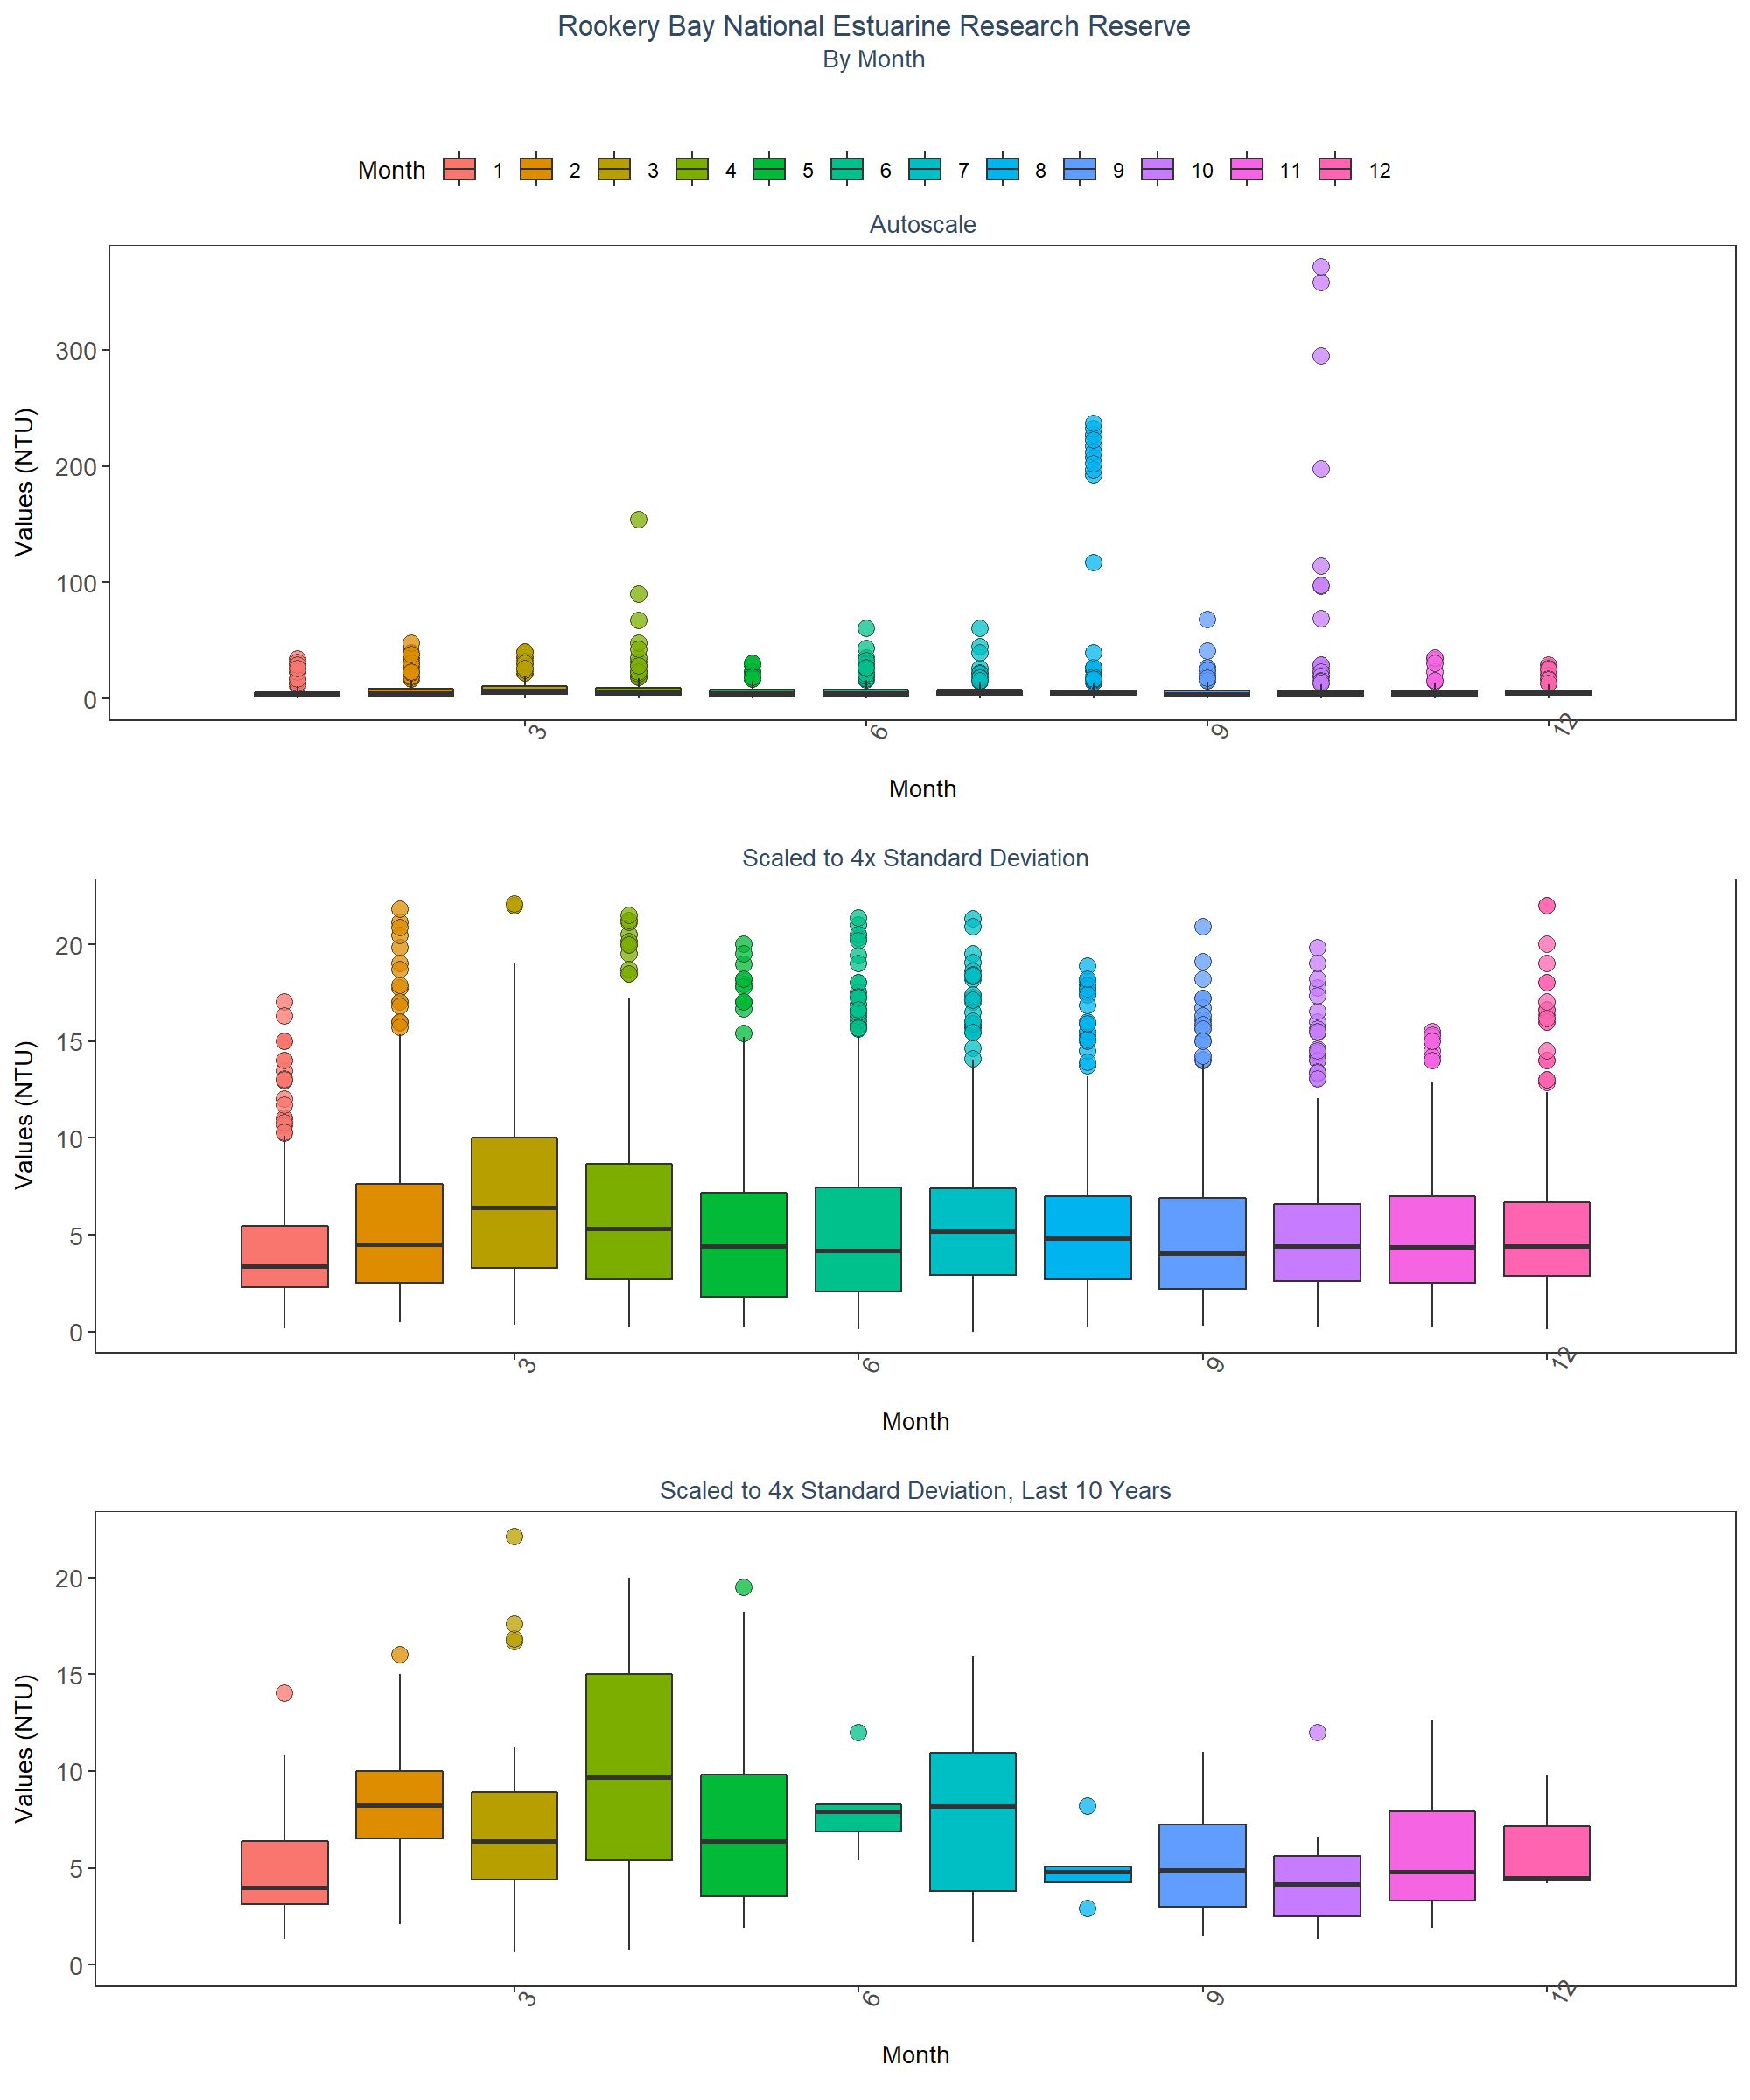 Rookery Bay National Estuarine Research Reserve
By Month
Month 1 2 3 4 5 6 7 8 9 10 11 12
Autoscale
Values (NTU)
300
200
100
0
3 6 9 12
Month
Scaled to 4x Standard Deviation
Values (NTU)
20
15
10
5
0
3 6 9 12
Month
Scaled to 4x Standard Deviation, Last 10 Years
Values (NTU)
20
15
10
5
0
3 6 9 12
Month